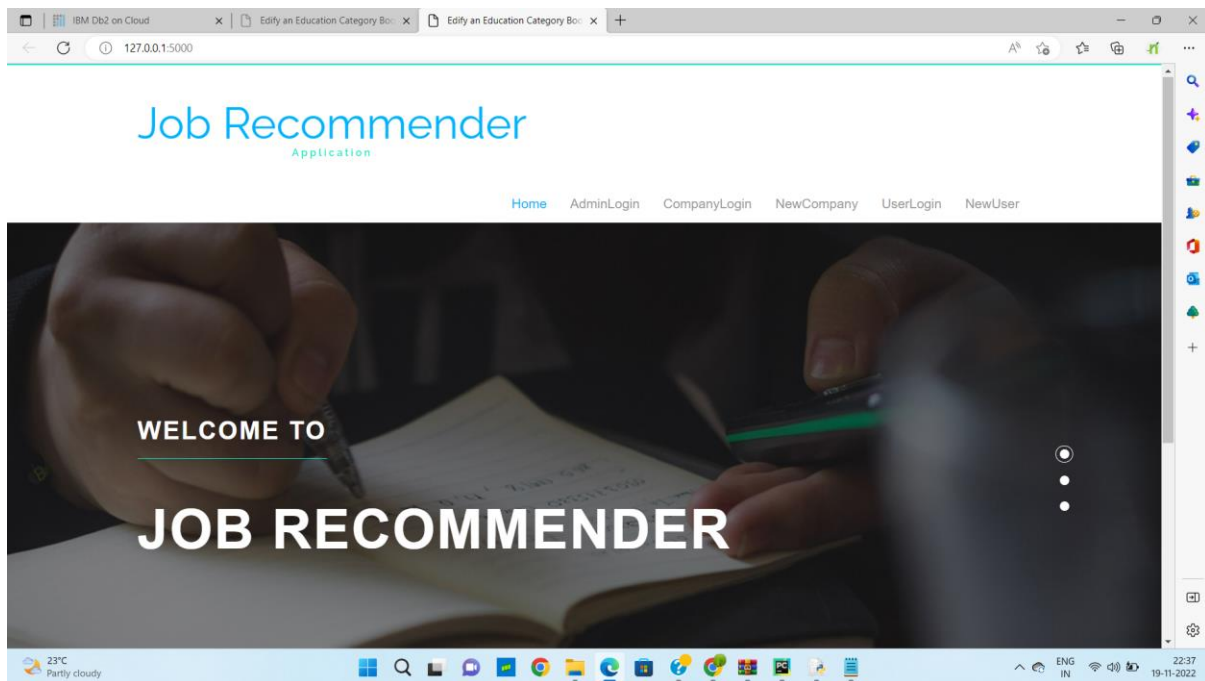 IBM Db2 on Cloud
Edify an Education Category Boo
Edify an Education Category Boo
127.0.0.1:5000
Job Recommender
Application
Home AdminLogin CompanyLogin NewCompany UserLogin NewUser
WELCOME TO
JOB RECOMMENDER
23°C
Partly cloudy
ENG
IN
22:37
19-11-2022